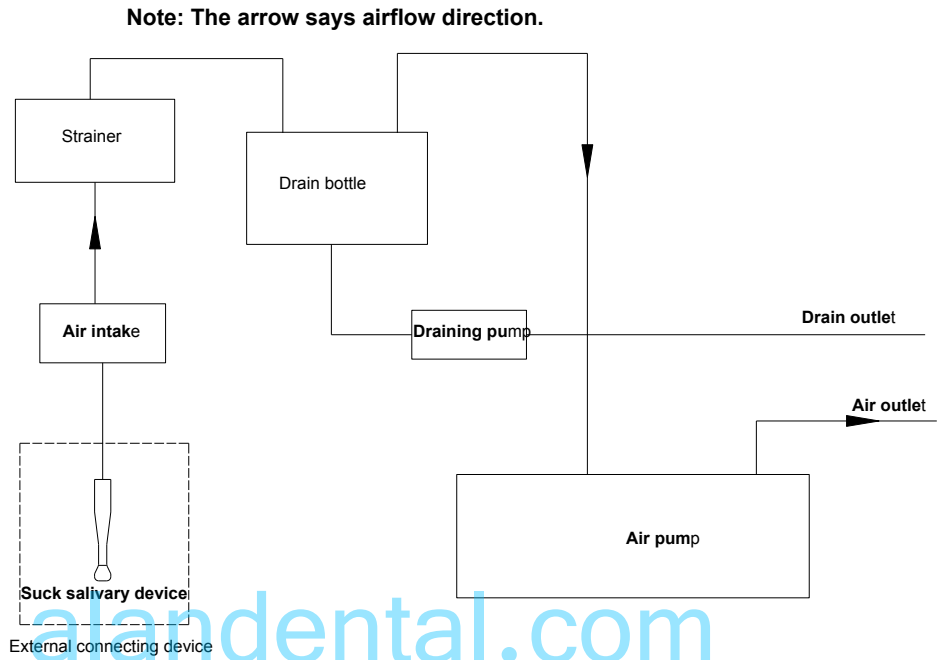 Note: The arrow says airflow direction.
Strainer
Drain bottle
Air intake
Draining pump
Drain outlet
Air outlet
Air pump
Suck salivary device
External connecting device
alandental.com